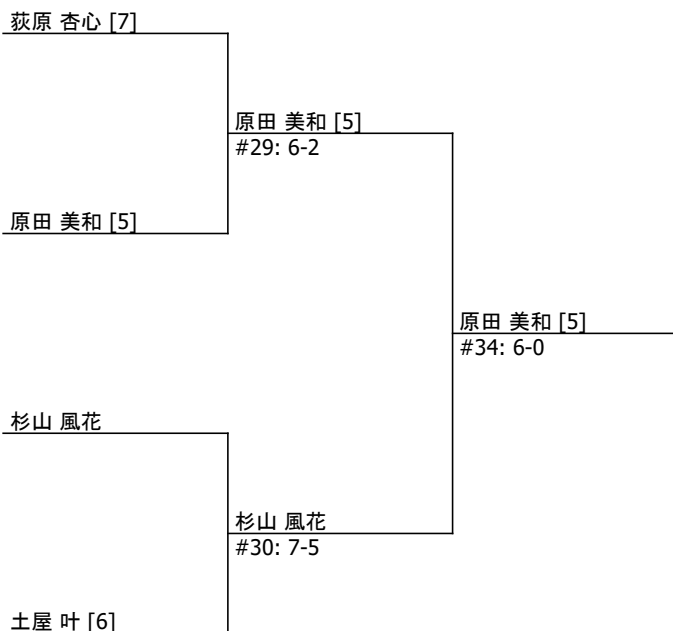 荻原 杏心 [7]
原田 美和 [5]
#29: 6-2
原田 美和 [5]
原田 美和 [5]
#34: 6-0
杉山 風花
杉山 風花
#30: 7-5
土屋 叶 [6]